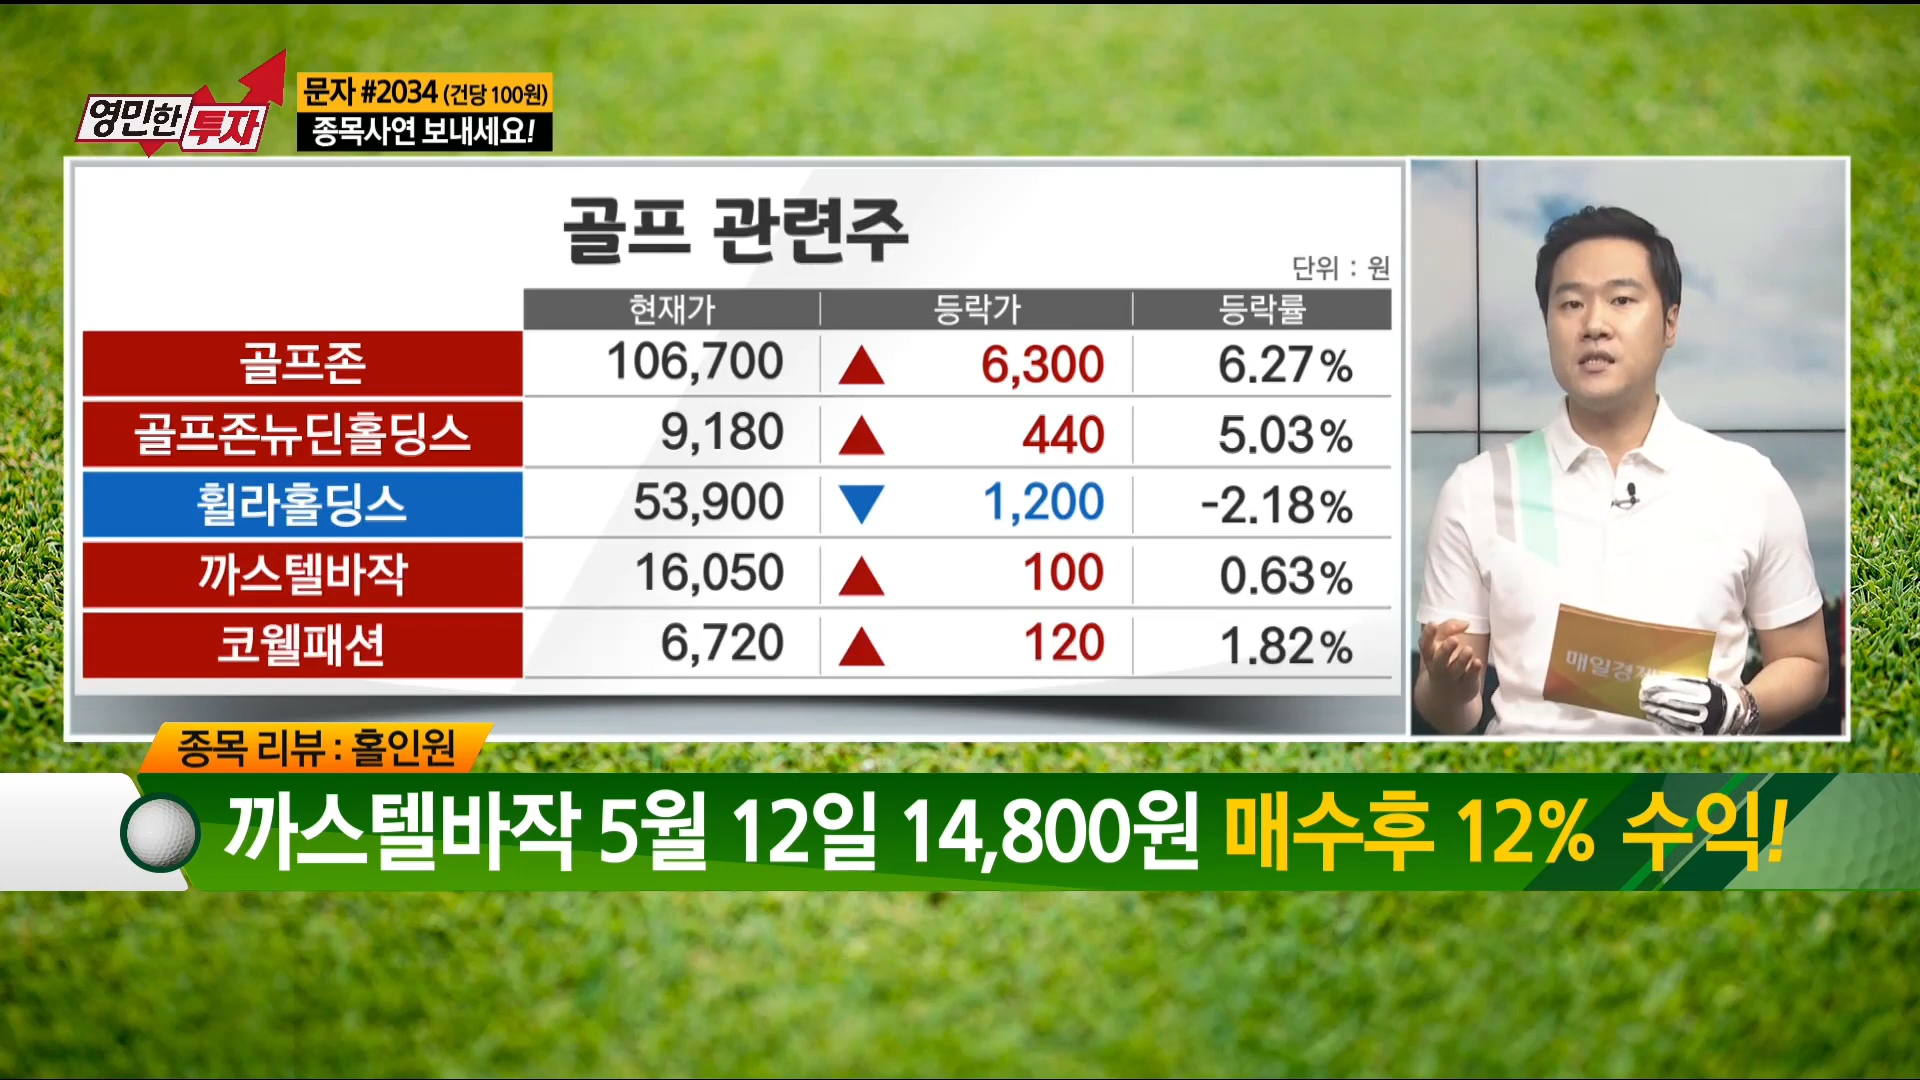 영민한 투자
문자 #2034 (건당 100원)
종목사연 보내세요!
골프 관련주
단위 : 원
현재가 등락가 등락률
골프존 106,700 ▲ 6,300 6.27%
골프존뉴딘홀딩스 9,180 ▲ 440 5.03%
휠라홀딩스 53,900 ▼ 1,200 -2.18%
까스텔바작 16,050 ▲ 100 0.63%
코웰패션 6,720 ▲ 120 1.82%
매일경제
종목 리뷰 : 홀인원
까스텔바작 5월 12일 14,800원 매수후 12% 수익!